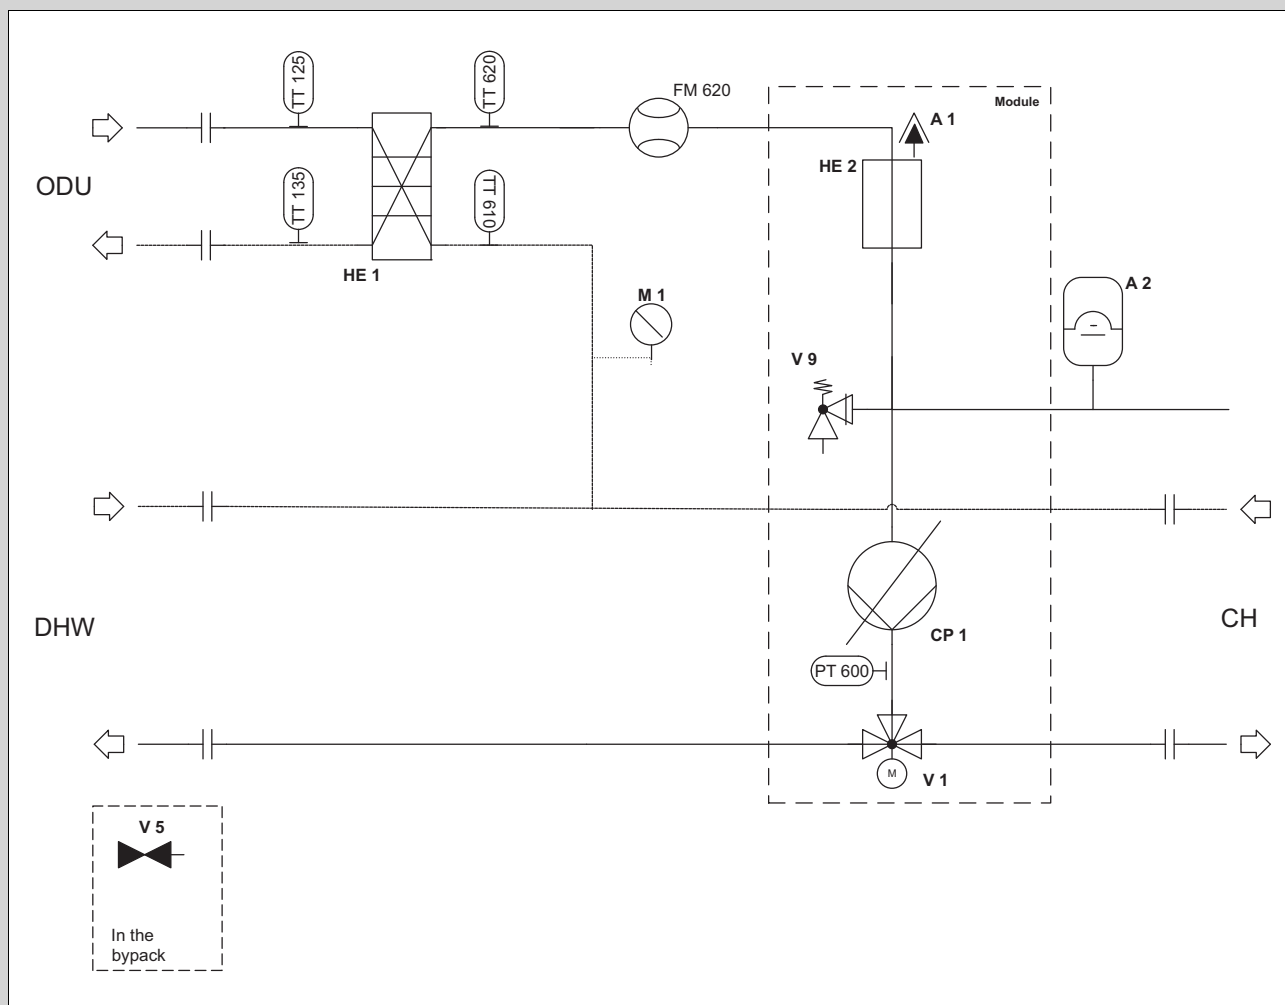 TT 125
TT 620
FM 620
Module
A 1
HE 2
ODU
TT 135
TT 610
HE 1
M 1
A 2
V 9
DHW
CH
CP 1
PT 600
M
V 1
V 5
In the
bypack